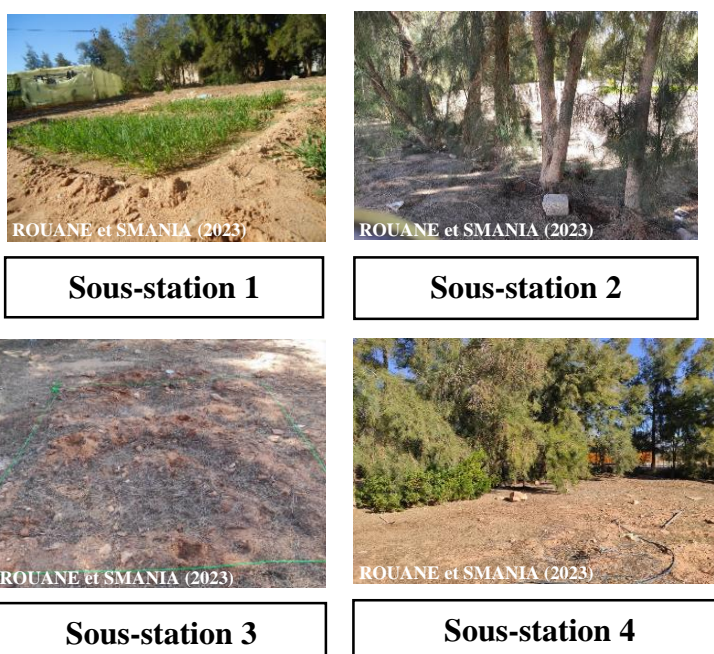 ROUANE et SMANIA (2023)
ROUANE et SMANIA (2023)
Sous-station 1
Sous-station 2
ROUANE et SMANIA (2023)
ROUANE et SMANIA (2023)
Sous-station 3
Sous-station 4